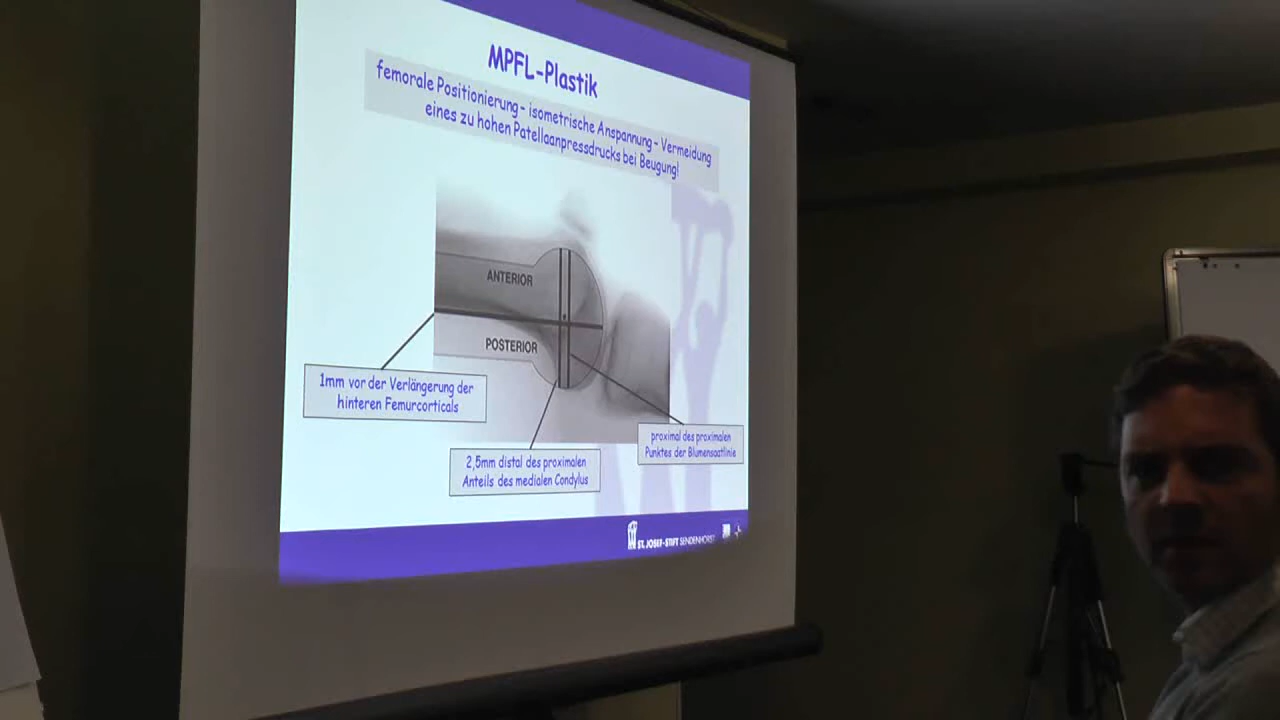 MPFL-Plastik
femorale Positionierung - isometrische Anspannung - Vermeidung
eines zu hohen Patellaanpressdrucks bei Beugung!
ANTERIOR
POSTERIOR
1mm vor der Verlängerung der
hinteren Femurcorticals
2,5mm distal des proximalen
Anteils des medialen Condylus
proximal des proximalen
Punktes der Blumensaatlinie
ST. JOSEF-STIFT SENDENHORST